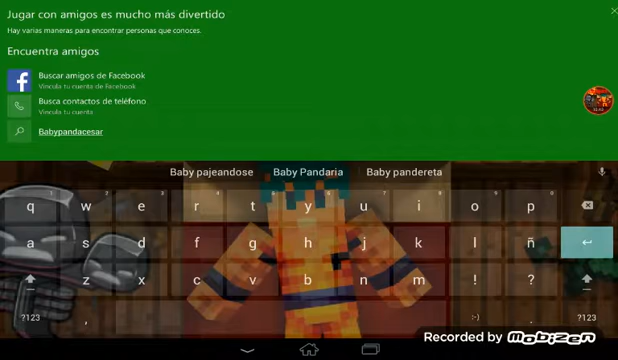 Jugar con amigos es mucho más divertido
Hay varias maneras para encontrar personas que conoces.
Encuentra amigos
Buscar amigos de Facebook
Vincula tu cuenta de Facebook
Busca contactos de teléfono
Vincula tu cuenta
Babypandacesar
Baby pajeandose Baby Pandaria Baby pandereta
q w e r t y u i o p
a s d f g h j k l ñ
z x c v b n m ! ?
?123 , :-) ?123
Recorded by mobizen